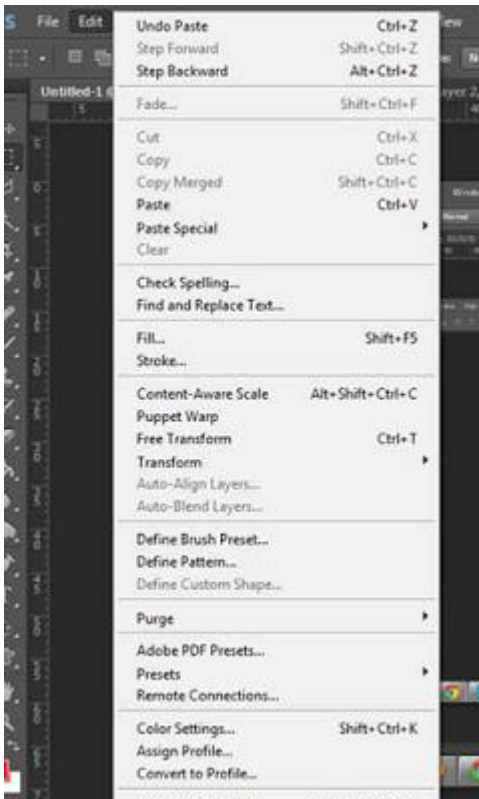 S File Edit
Undo Paste Ctrl+Z
Step Forward Shift+Ctrl+Z
Step Backward Alt+Ctrl+Z
Untitled-1
Fade... Shift+Ctrl+F
Cut Ctrl+X
Copy Ctrl+C
Copy Merged Shift+Ctrl+C
Paste Ctrl+V
Paste Special
Clear
Check Spelling...
Find and Replace Text...
Fill... Shift+F5
Stroke...
Content-Aware Scale Alt+Shift+Ctrl+C
Puppet Warp
Free Transform Ctrl+T
Transform
Auto-Align Layers...
Auto-Blend Layers...
Define Brush Preset...
Define Pattern...
Define Custom Shape...
Purge
Adobe PDF Presets...
Presets
Remote Connections...
Color Settings... Shift+Ctrl+K
Assign Profile...
Convert to Profile...